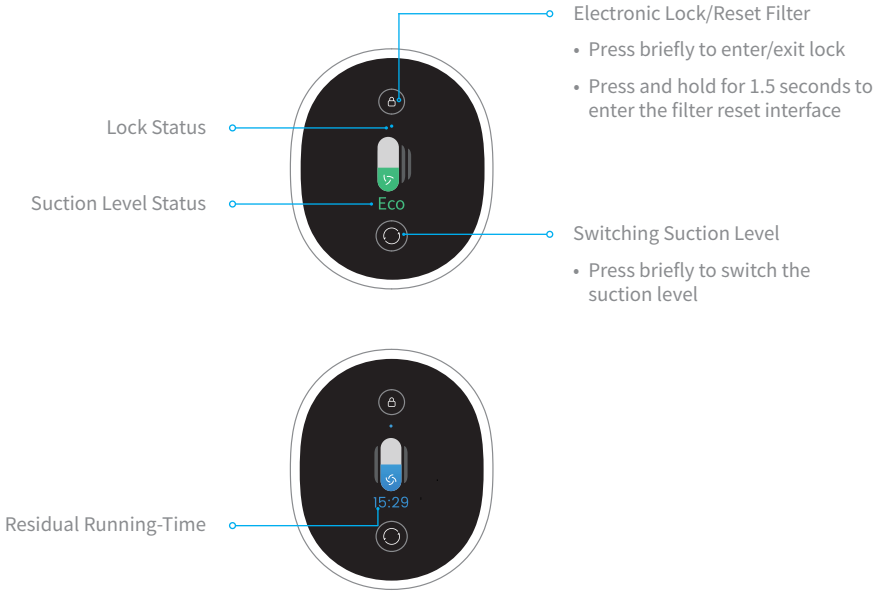 Electronic Lock/Reset Filter
• Press briefly to enter/exit lock
• Press and hold for 1.5 seconds to
enter the filter reset interface
Lock Status
Suction Level Status
Eco
Switching Suction Level
• Press briefly to switch the
suction level
15:29
Residual Running-Time